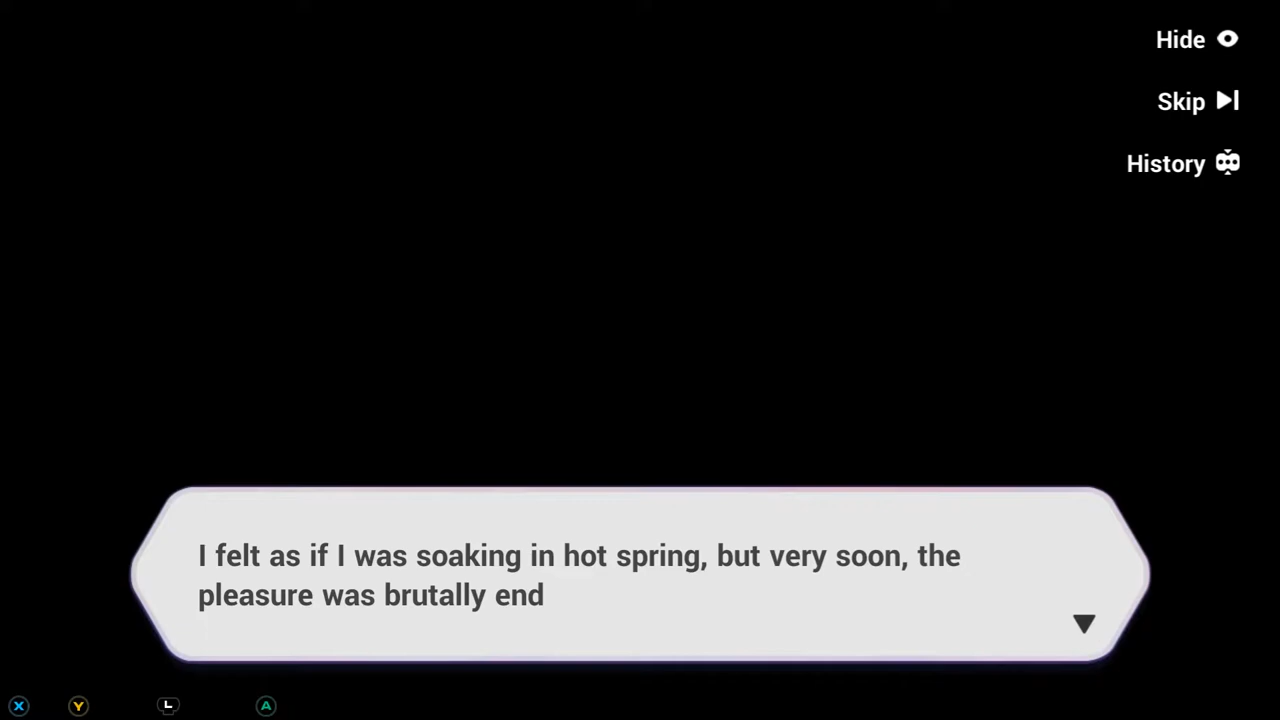 Hide
Skip
History
I felt as if I was soaking in hot spring, but very soon, the
pleasure was brutally end
X
Y
L
A